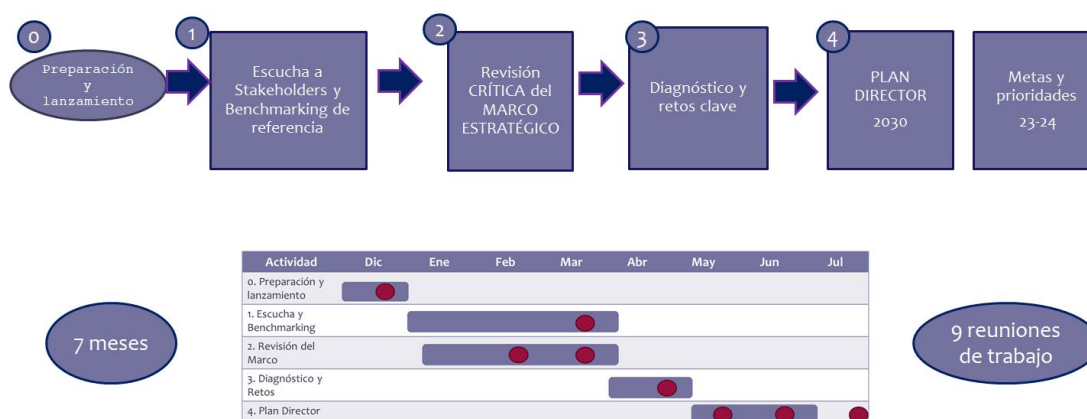 0
Preparación
y
lanzamiento
1
Escucha a
Stakeholders y
Benchmarking de
referencia
2
Revisión
CRÍTICA del
MARCO
ESTRATÉGICO
3
Diagnóstico y
retos clave
4
PLAN
DIRECTOR
2030
Metas y
prioridades
23-24
7 meses
Actividad Dic Ene Feb Mar Abr May Jun Jul
0. Preparación y
lanzamiento
1. Escucha y
Benchmarking
2. Revisión del
Marco
3. Diagnóstico y
Retos
4. Plan Director
9 reuniones
de trabajo